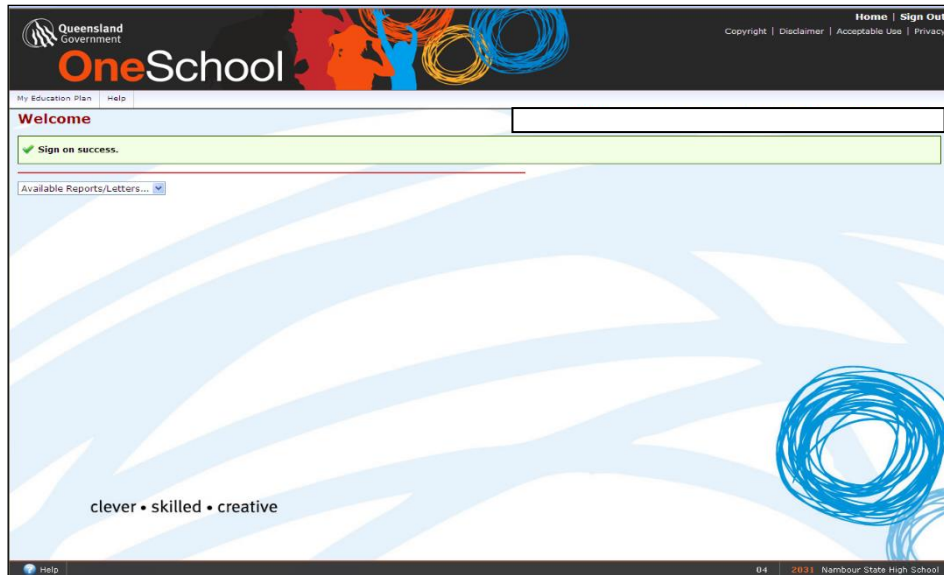 Queensland
Government
OneSchool
Home | Sign Out
Copyright | Disclaimer | Acceptable Use | Privacy
My Education Plan | Help
Welcome
Sign on success.
Available Reports/Letters...
clever • skilled • creative
Help
04 | 2031 Nambour State High School